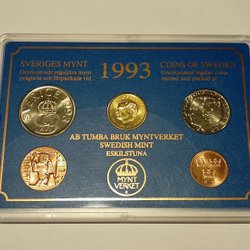 SVERIGES MYNT
Ocirkulerade reguljära mynt
präglade och förpackade vid
1993
COINS OF SWEDEN
Uncirculated regular coins
minted and packed at
AB TUMBA BRUK MYNTVERKET
SWEDISH MINT
ESKILSTUNA
MYNT
VERKET